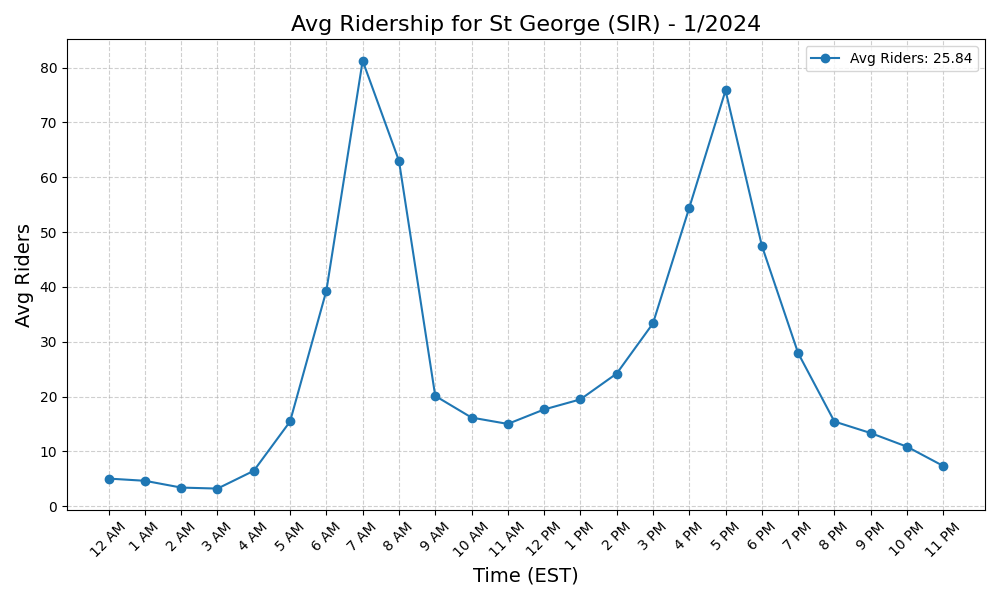 Avg Ridership for St George (SIR) - 1/2024
Avg Riders: 25.84
Avg Riders
80
70
60
50
40
30
20
10
0
12 AM
1 AM
2 AM
3 AM
4 AM
5 AM
6 AM
7 AM
8 AM
9 AM
10 AM
11 AM
12 PM
1 PM
2 PM
3 PM
4 PM
5 PM
6 PM
7 PM
8 PM
9 PM
10 PM
11 PM
Time (EST)